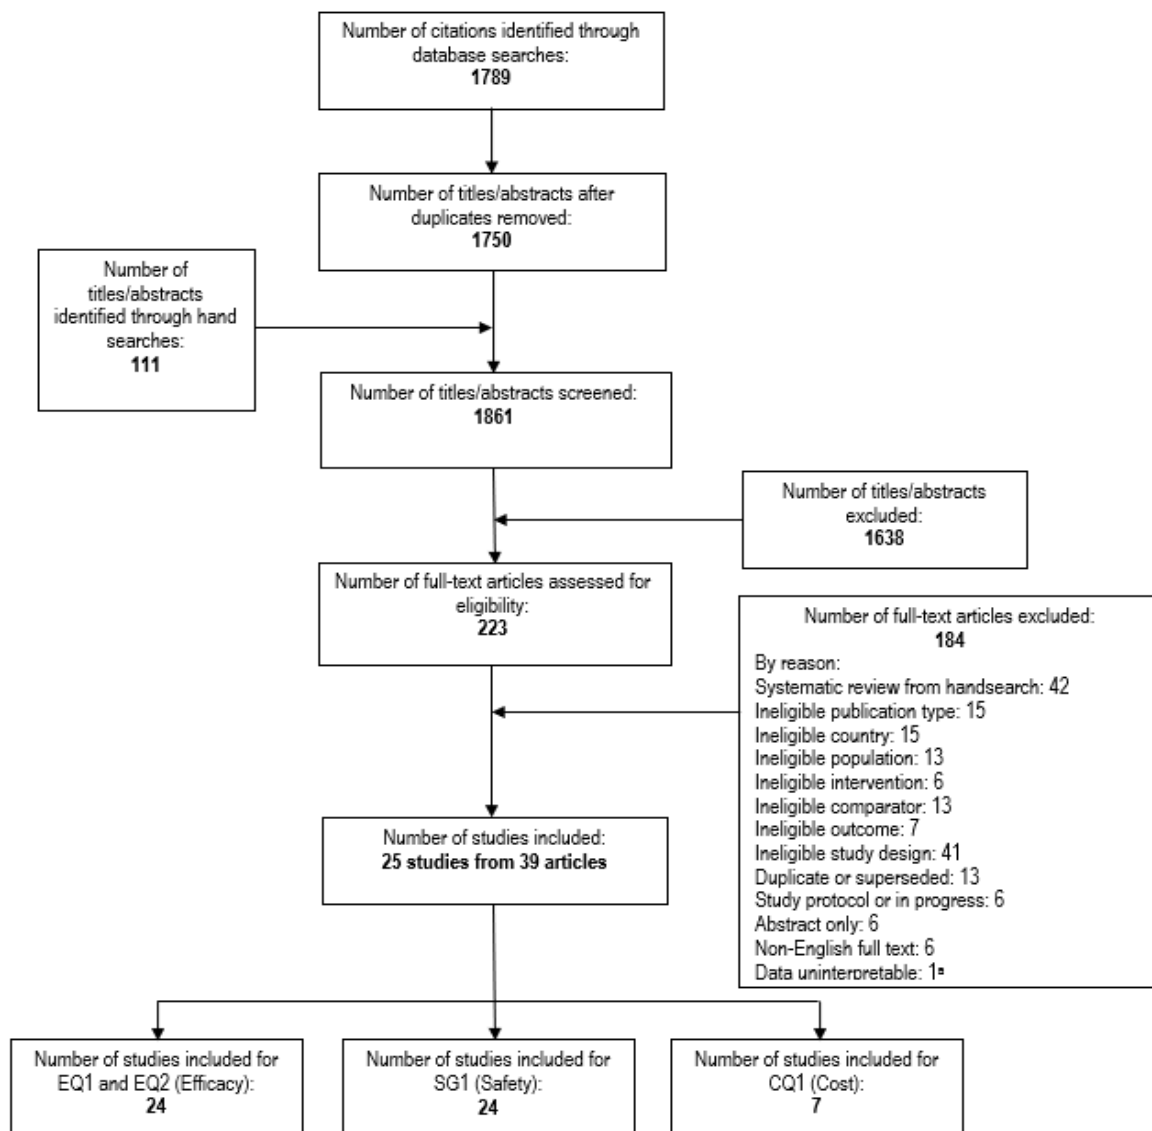 Number of citations identified through
database searches:
1789
Number of titles/abstracts after
duplicates removed:
1750
Number of
titles/abstracts
identified through hand
searches:
111
Number of titles/abstracts screened:
1861
Number of titles/abstracts
excluded:
1638
Number of full-text articles assessed for
eligibility:
223
Number of full-text articles excluded:
184
By reason:
Systematic review from handsearch: 42
Ineligible publication type: 15
Ineligible country: 15
Ineligible population: 13
Ineligible intervention: 6
Ineligible comparator: 13
Ineligible outcome: 7
Ineligible study design: 41
Duplicate or superseded: 13
Study protocol or in progress: 6
Abstract only: 6
Non-English full text: 6
Data uninterpretable: 1ª
Number of studies included:
25 studies from 39 articles
Number of studies included for
EQ1 and EQ2 (Efficacy):
24
Number of studies included for
SG1 (Safety):
24
Number of studies included for
CQ1 (Cost):
7